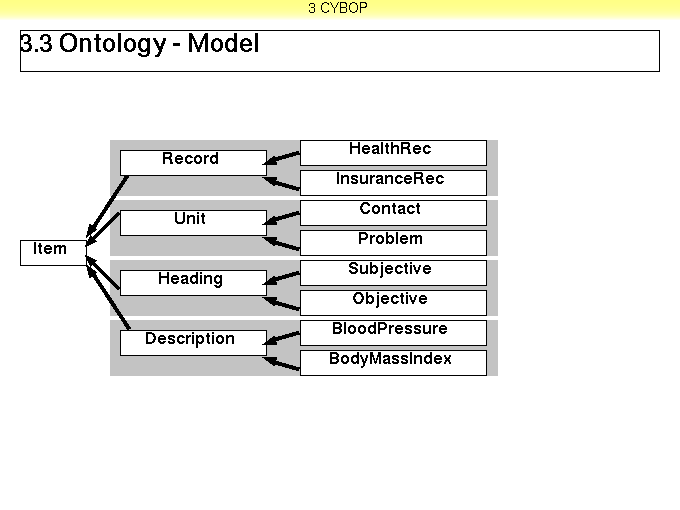 3 CYBOP
3.3 Ontology - Model
HealthRec
Record
InsuranceRec
Contact
Unit
Problem
Item
Subjective
Heading
Objective
BloodPressure
Description
BodyMassIndex